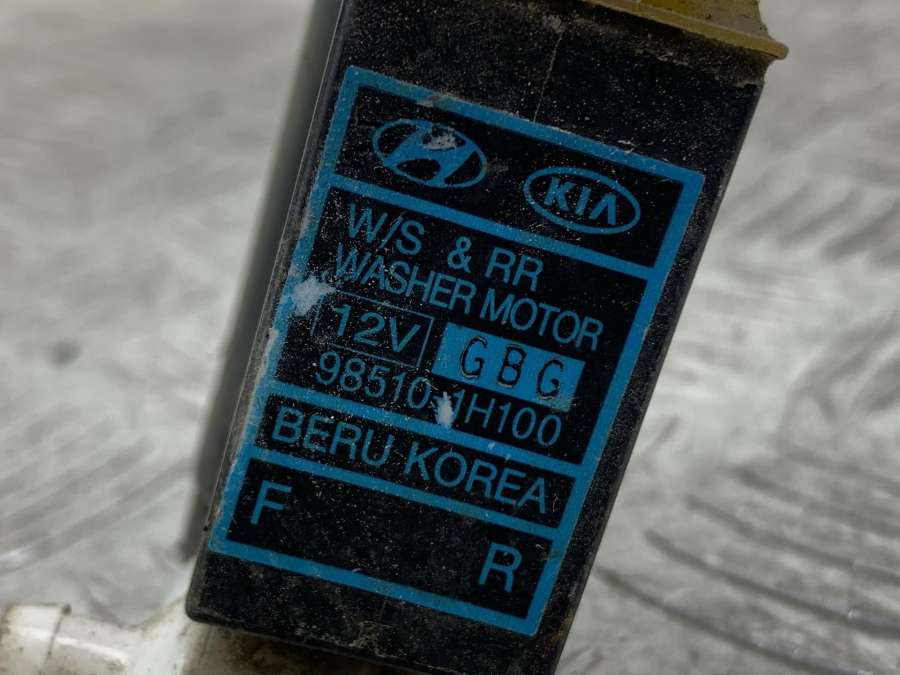 KIA
W/S & RR
WASHER MOTOR
12V GBG
98510-1H100
BERU KOREA
F
R